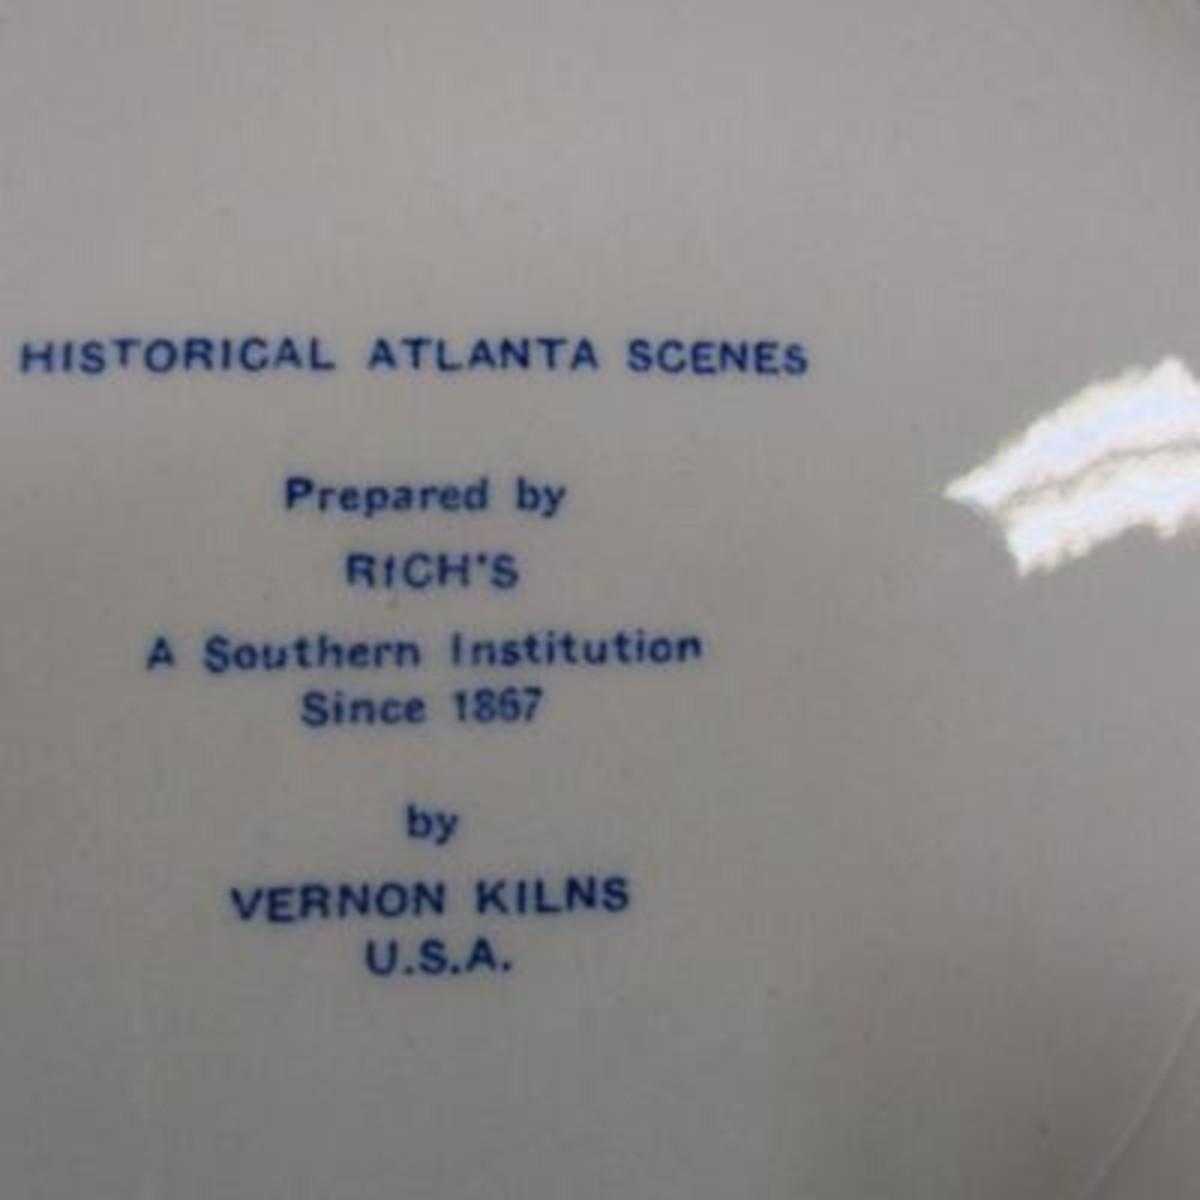 HISTORICAL ATLANTA SCENES
Prepared by
RICH'S
A Southern Institution
Since 1867
by
VERNON KILNS
U.S.A.